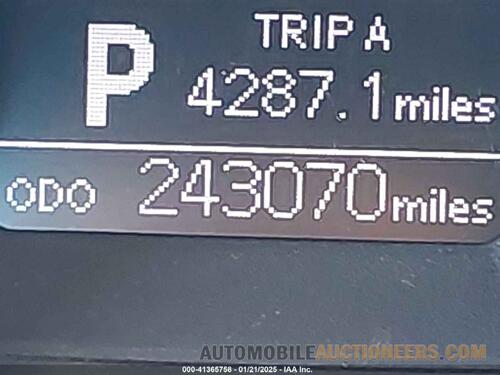 P
TRIP A
4287.1 miles
ODO 243070 miles
AUTOMOBILEAUCTIONEERS.COM
000-41365758 - 01/21/2025 - IAA Inc.